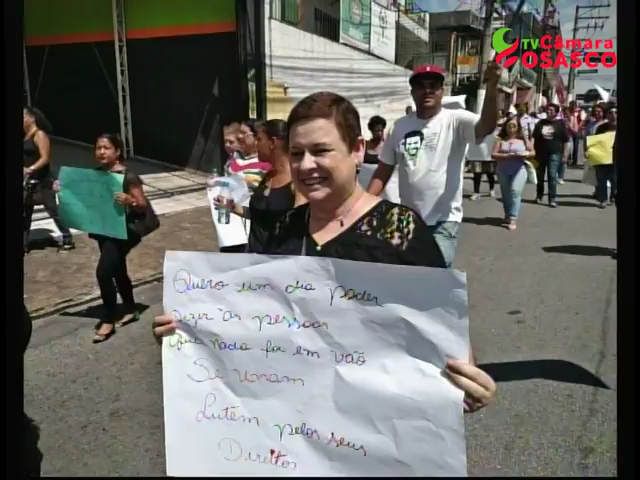 TV Câmara
OSASCO
Quero um dia poder
dizer as pessoas
que nada foi em vão
Se unam
Lutem pelos seus
Direitos